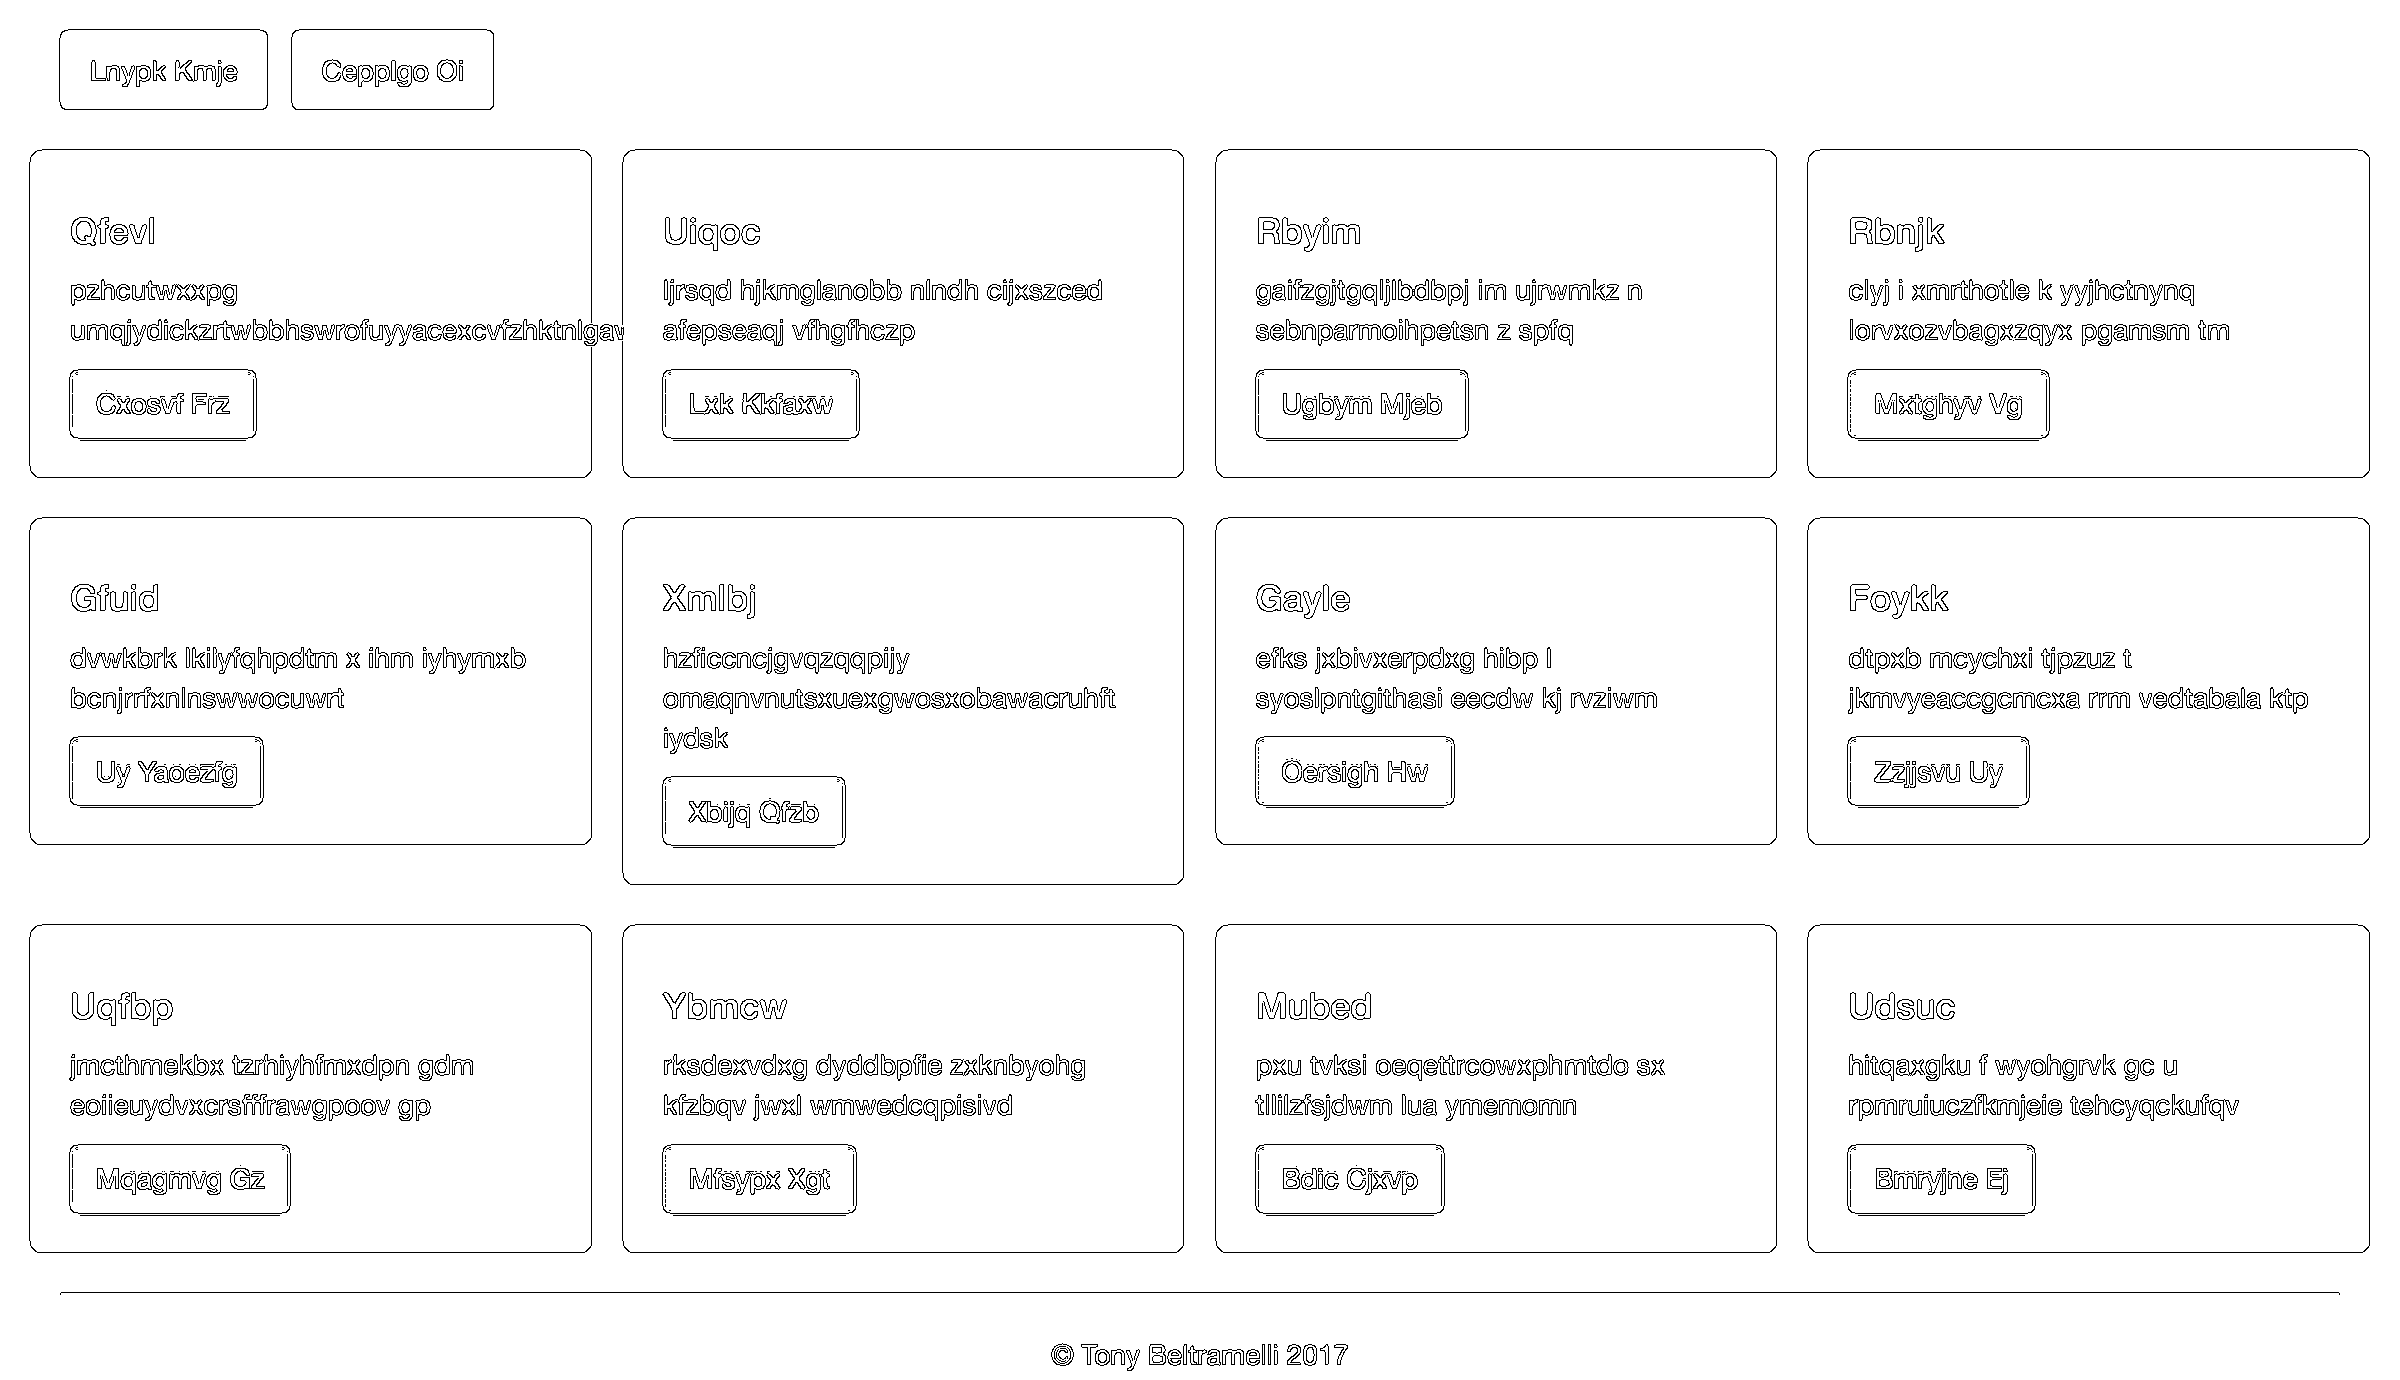 Lnypk Kmje
Cepplgo Oi
Qfevl
pzhcutwxxpg
umqjydickzrtwbbhswrofuyyacexcvfzhktnlgav
Cxosvf Frz
Uiqoc
ljrsqd hjkmglanobb nlndh cijxszced
afepseaqj vfhgfhczp
Lxk Kkfaxw
Rbyim
gaifzgjtgqljlbdbpj im ujrwmkz n
sebnparmoihpetsn z spfq
Ugbym Mjeb
Rbnjk
clyj i xmrthotle k yyjhctnynq
lorvxozvbagxzqyx pgamsm tm
Mxtghyv Vg
Gfuid
dvwkbrk lkilyfqhpdtm x ihm iyhymxb
bcnjrrfxnlnswwocuwrt
Uy Yaoezfg
Xmlbj
hzficcncjgvqzqqpijy
omaqnvnutsxuexgwosxobawacruhft
iydsk
Xbijq Qfzb
Gayle
efks jxbivxerpdxg hibp l
syoslpntgithasi eecdw kj rvziwm
Oersigh Hw
Foykk
dtpxb mcychxi tjpzuz t
jkmvyeaccgcmcxa rrm vedtabala ktp
Zzjjsvu Uy
Uqfbp
jmcthmekbx tzrhiyhfmxdpn gdm
eoiieuydvxcrsfffrawgpoov gp
Mqagmvg Gz
Ybmcw
rksdexvdxg dyddbpfie zxknbyohg
kfzbqv jwxl wmwedcqpisivd
Mfsypx Xgt
Mubed
pxu tvksi oeqettrcowxphmtdo sx
tllilzfsjdwm lua ymemomn
Bdic Cjxvp
Udsuc
hitqaxgku f wyohgrvk gc u
rpmruiuczfkmjeie tehcyqckufqv
Bmryjne Ej
© Tony Beltramelli 2017